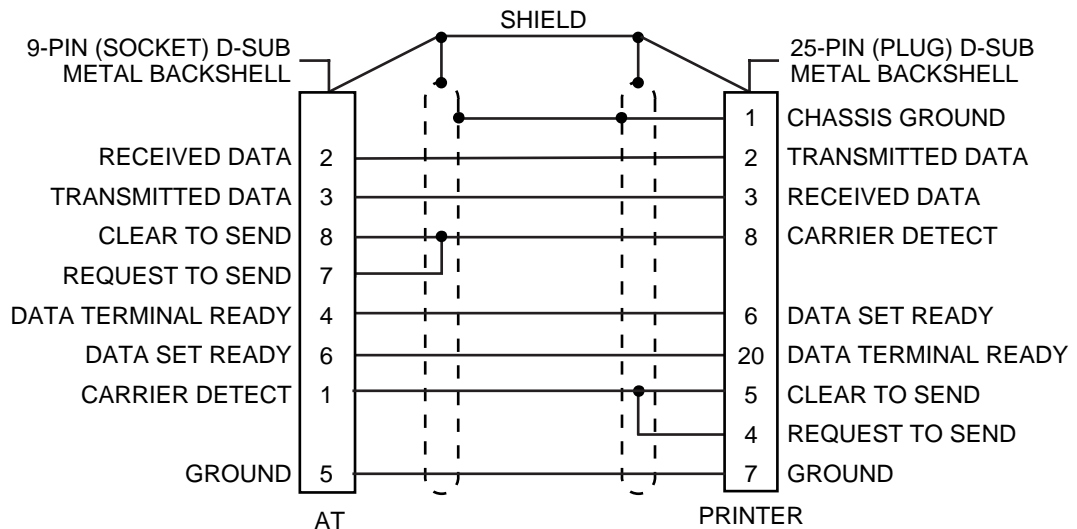 SHIELD
9-PIN (SOCKET) D-SUB
METAL BACKSHELL
25-PIN (PLUG) D-SUB
METAL BACKSHELL
1 CHASSIS GROUND
RECEIVED DATA 2 2 TRANSMITTED DATA
TRANSMITTED DATA 3 3 RECEIVED DATA
CLEAR TO SEND 8 8 CARRIER DETECT
REQUEST TO SEND 7
DATA TERMINAL READY 4 6 DATA SET READY
DATA SET READY 6 20 DATA TERMINAL READY
CARRIER DETECT 1 5 CLEAR TO SEND
4 REQUEST TO SEND
GROUND 5 7 GROUND
AT PRINTER